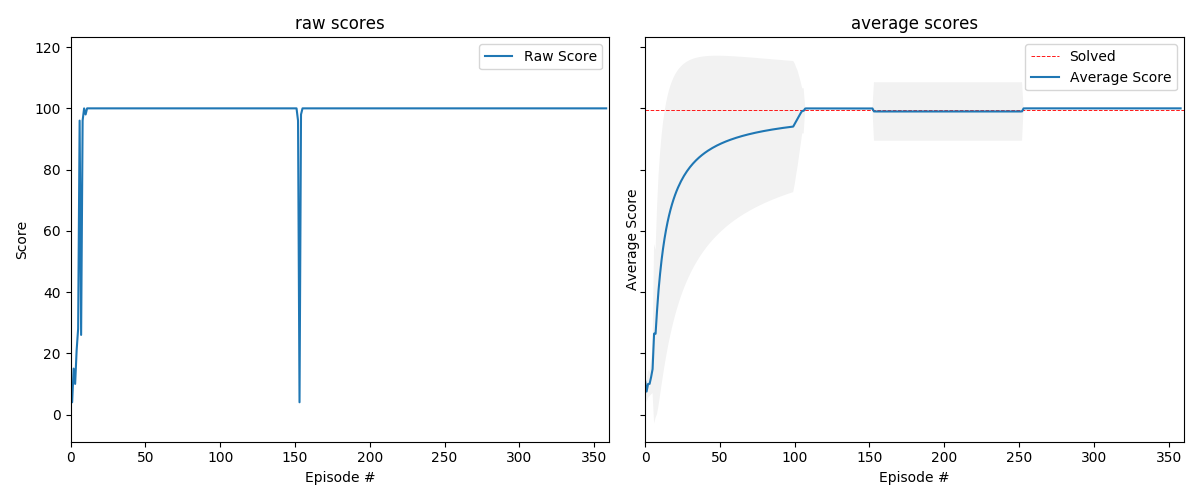 raw scores
Raw Score
120
100
80
60
40
20
0
Score
0 50 100 150 200 250 300 350
Episode #
average scores
Solved
Average Score
Average Score
0 50 100 150 200 250 300 350
Episode #